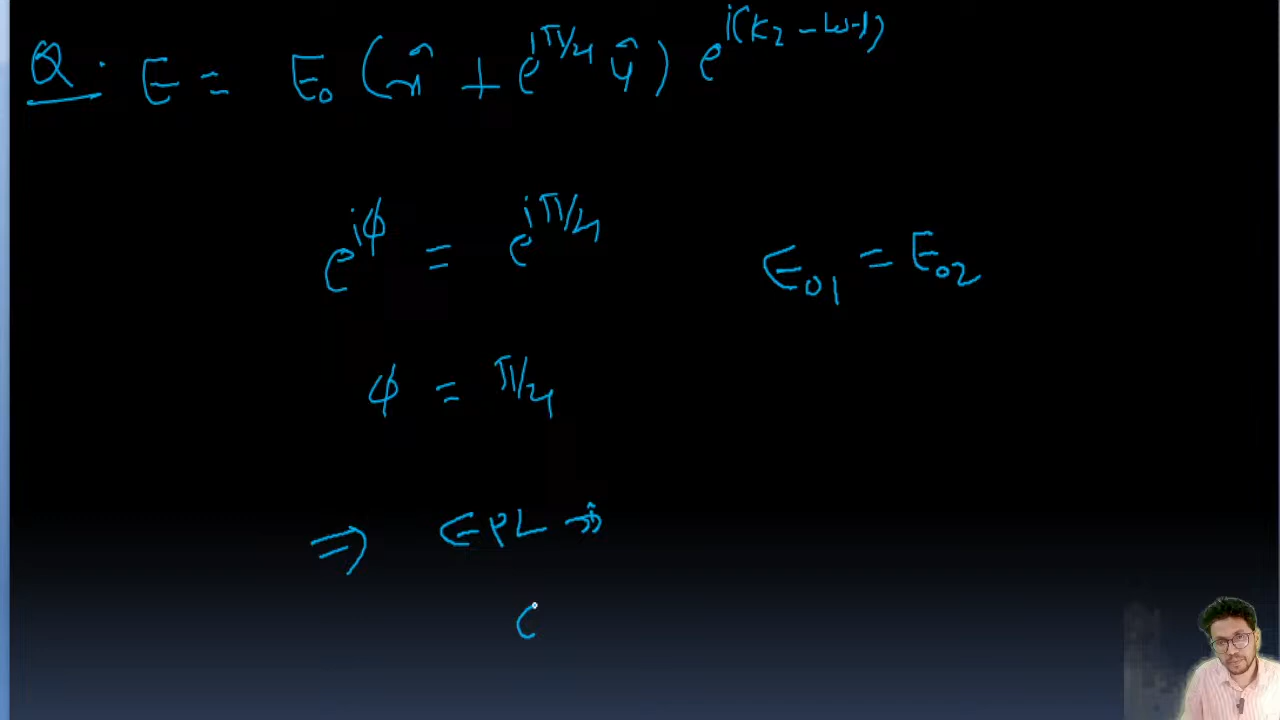 Q. E = E₀ (x̂ + e^{iπ/4} ŷ) e^{i(kz - ωt)}
e^{iϕ} = e^{iπ/4} E₀₁ = E₀₂
ϕ = π/4
⇒ EPL
(